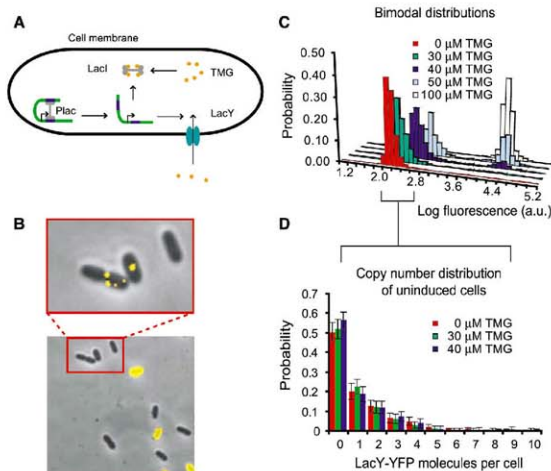 A
Cell membrane
LacI
TMG
Plac
LacY
B
C
Bimodal distributions
0 μM TMG
30 μM TMG
40 μM TMG
50 μM TMG
100 μM TMG
Probability
0.50
0.40
0.30
0.20
0.10
0.00
1.2
2.0
2.8
3.6
4.4
5.2
Log fluorescence (a.u.)
D
Copy number distribution
of uninduced cells
0 μM TMG
30 μM TMG
40 μM TMG
Probability
0.7
0.6
0.5
0.4
0.3
0.2
0.1
0
0 1 2 3 4 5 6 7 8 9 10
LacY-YFP molecules per cell